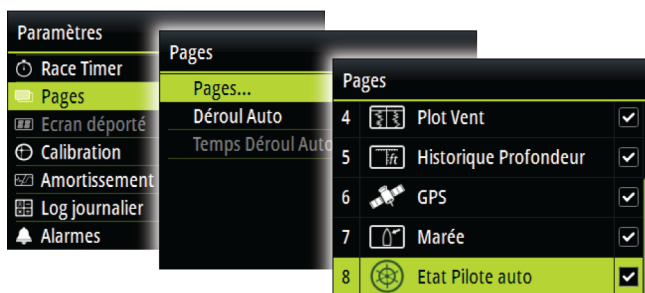 Paramètres
Race Timer
Pages
Ecran déporté
Calibration
Amortissement
Log journalier
Alarmes
Pages
Pages...
Déroul Auto
Temps Déroul Auto
Pages
4 Plot Vent
5 ft Historique Profondeur
6 GPS
7 Marée
8 Etat Pilote auto